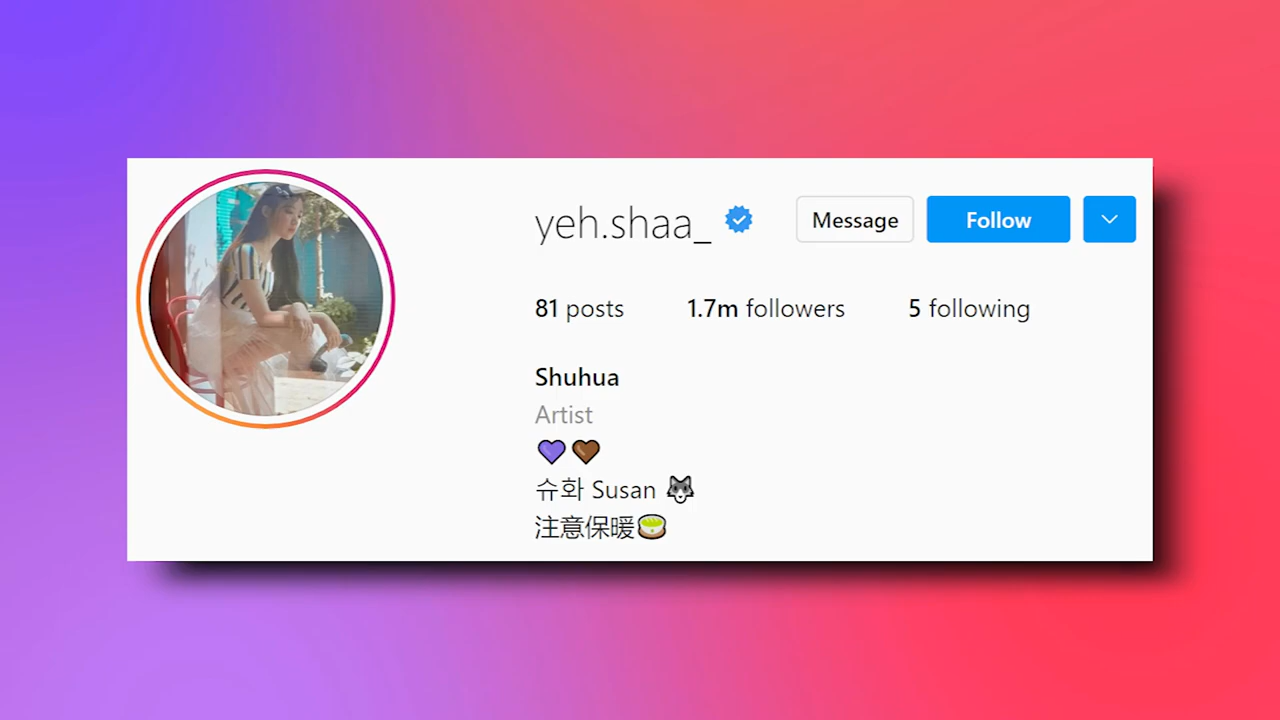 yeh.shaa_
Message
Follow
81 posts 1.7m followers 5 following
Shuhua
Artist
💜🤎
슈화 Susan 🦝
注意保暖🍵